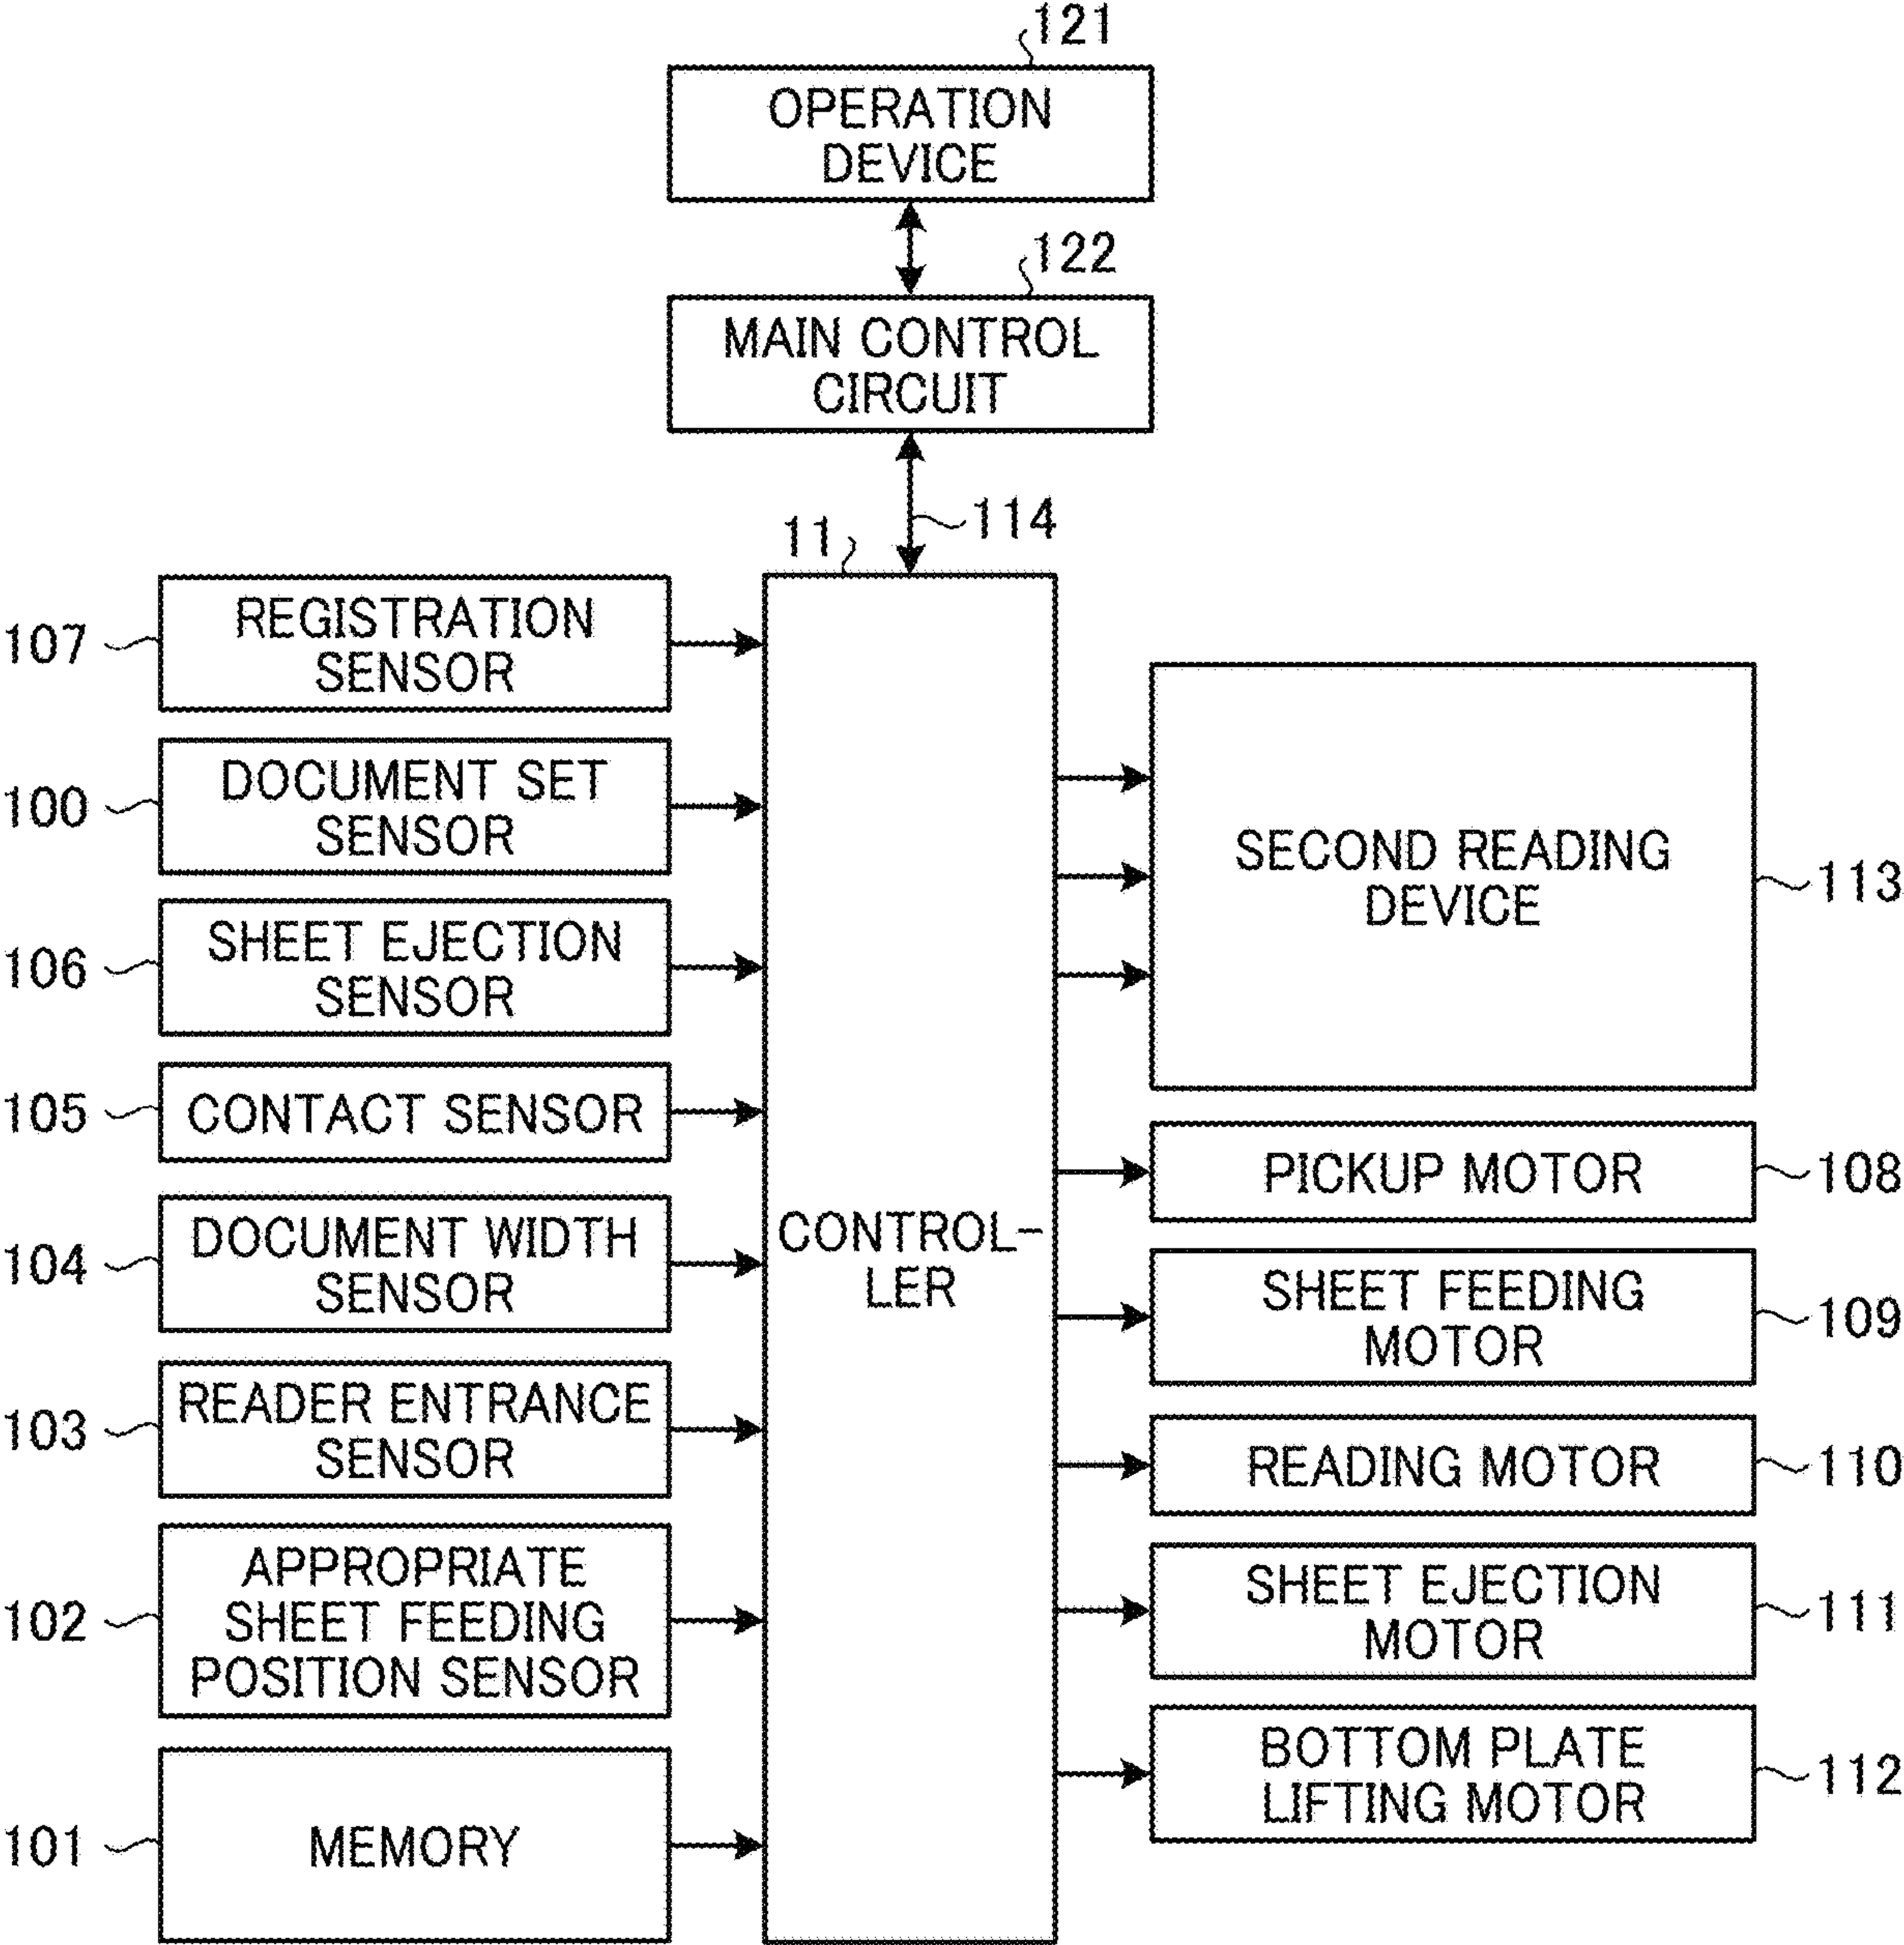 121
OPERATION
DEVICE
122
MAIN CONTROL
CIRCUIT
114
11
CONTROL-
LER
107
REGISTRATION
SENSOR
100
DOCUMENT SET
SENSOR
106
SHEET EJECTION
SENSOR
105
CONTACT SENSOR
104
DOCUMENT WIDTH
SENSOR
103
READER ENTRANCE
SENSOR
102
APPROPRIATE
SHEET FEEDING
POSITION SENSOR
101
MEMORY
SECOND READING
DEVICE
113
PICKUP MOTOR
108
SHEET FEEDING
MOTOR
109
READING MOTOR
110
SHEET EJECTION
MOTOR
111
BOTTOM PLATE
LIFTING MOTOR
112